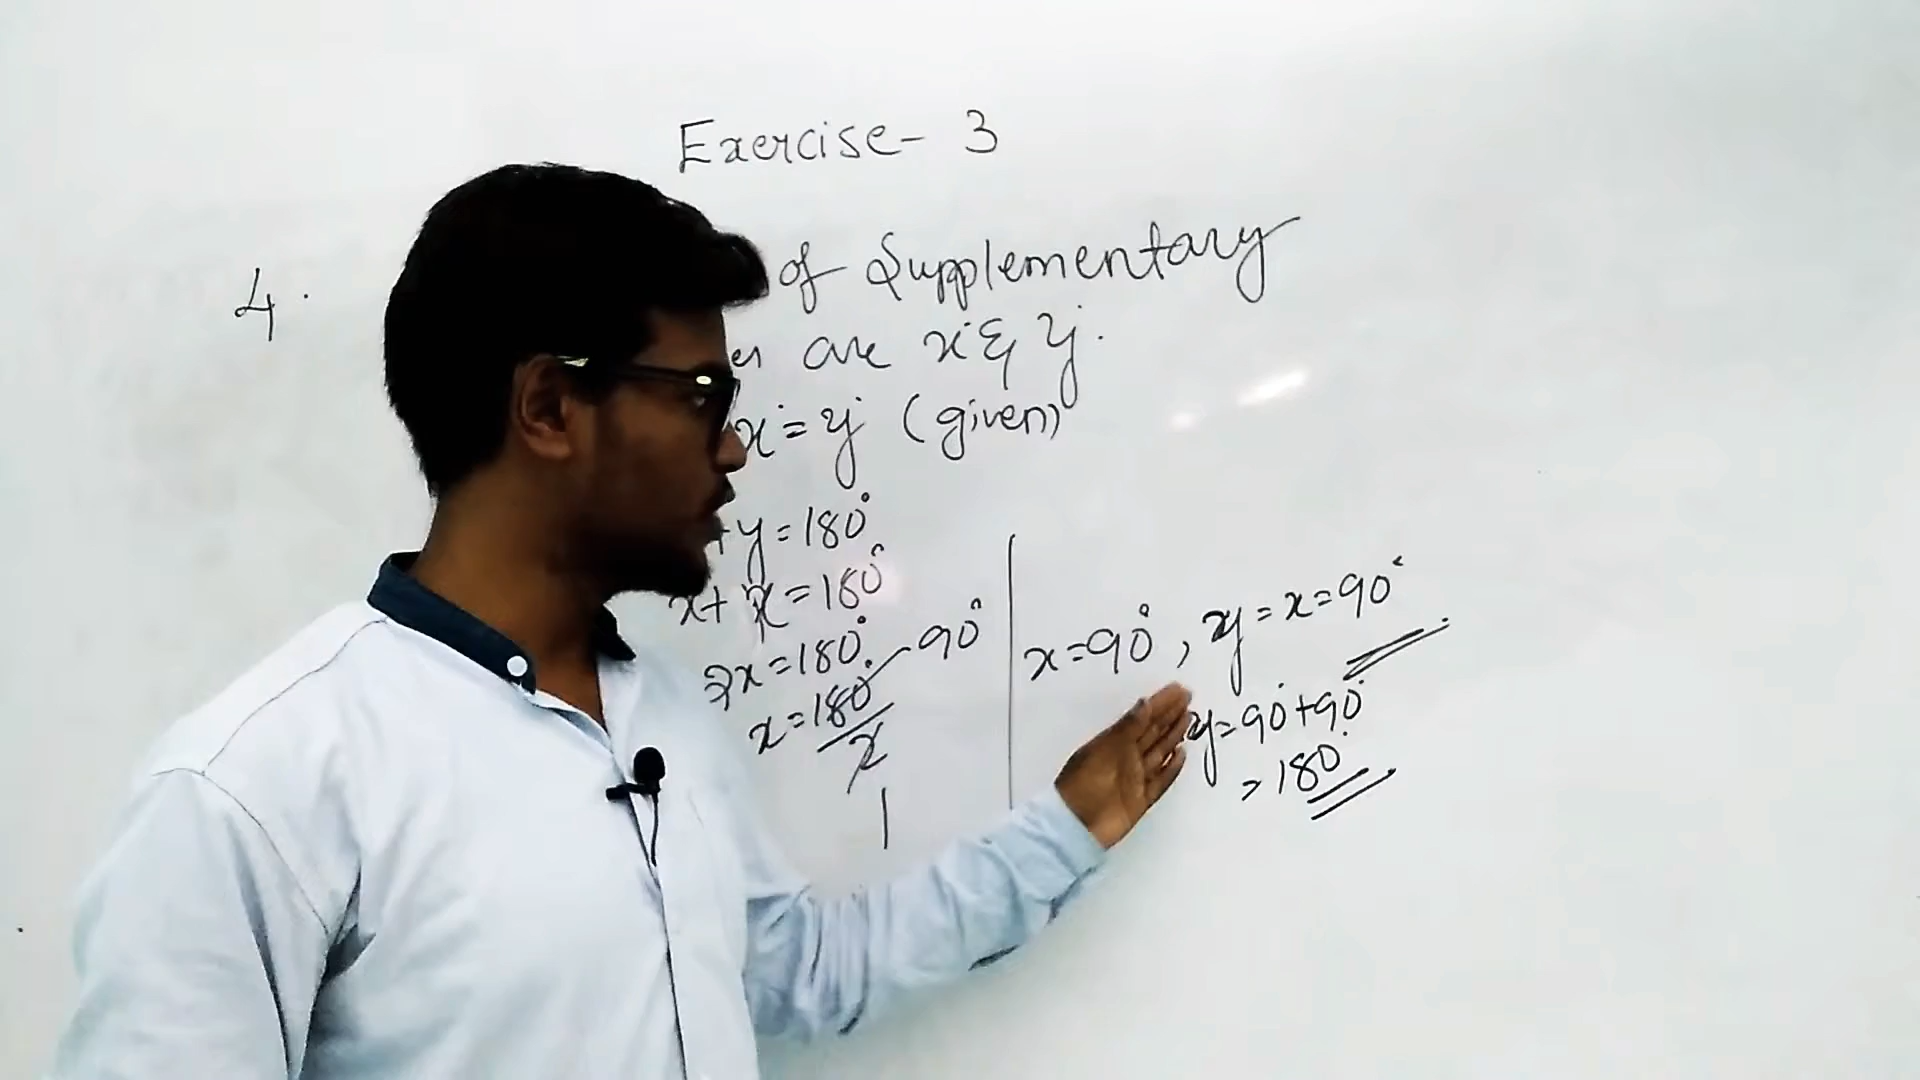 Exercise - 3
4. of Supplementary
are x & y.
x = y (given)
+ y = 180°
x + x = 180°
2x = 180°
x = 180°/2 90°
1
x = 90°, y = x = 90°
y = 90° + 90°
= 180°